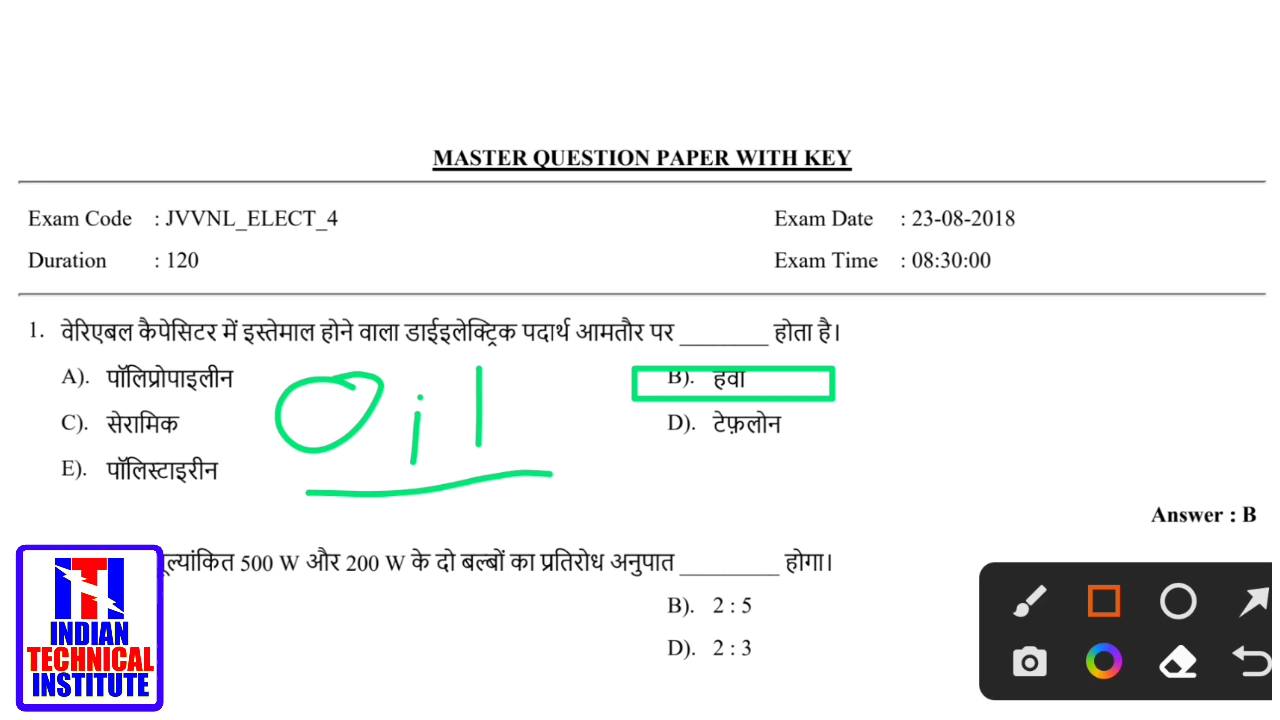 MASTER QUESTION PAPER WITH KEY
Exam Code : JVVNL_ELECT_4 Exam Date : 23-08-2018
Duration : 120 Exam Time : 08:30:00
1. वेरिएबल कैपेसिटर में इस्तेमाल होने वाला डाईइलेक्ट्रिक पदार्थ आमतौर पर ________ होता है।
A). पॉलिप्रोपाइलीन B). हवा
C). सेरामिक D). टेफ़लोन
E). पॉलिस्टाइरीन
Oil
Answer : B
500 W और 200 W के दो बल्बों का प्रतिरोध अनुपात _________ होगा।
B). 2 : 5
D). 2 : 3
ITI
INDIAN
TECHNICAL
INSTITUTE